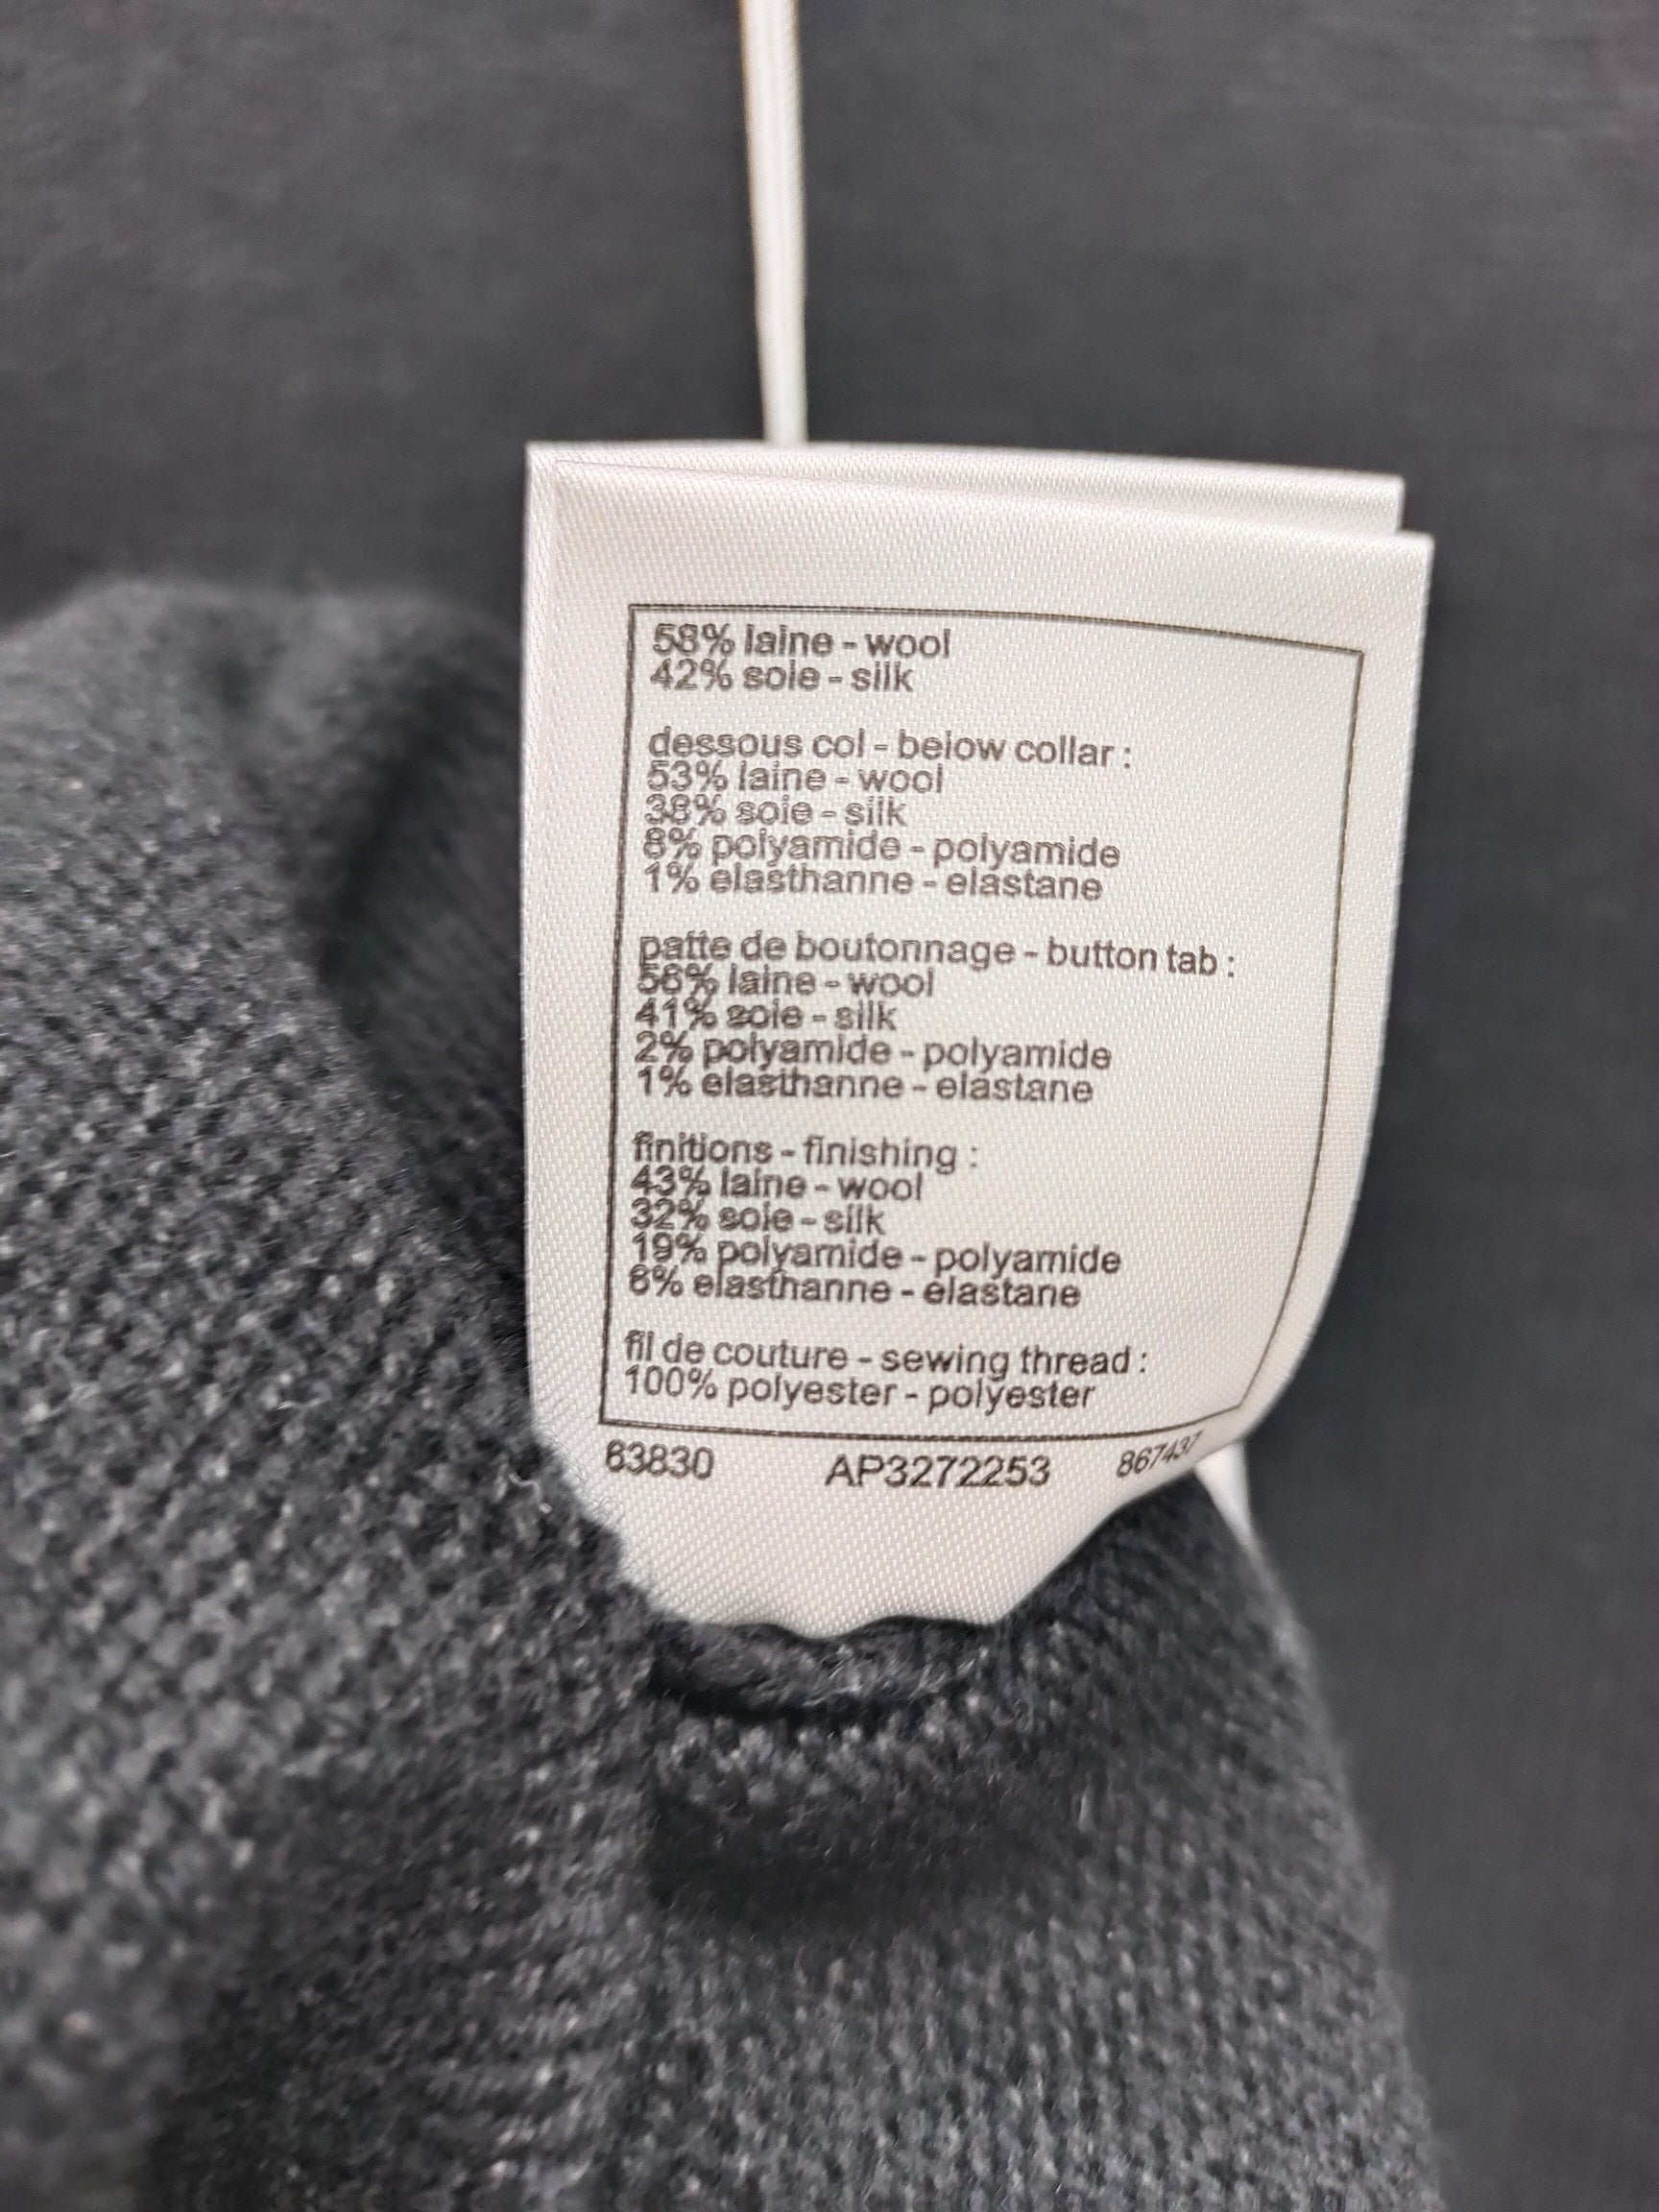 58% laine - wool
42% soie - silk
dessous col - below collar :
53% laine - wool
38% soie - silk
8% polyamide - polyamide
1% elasthanne - elastane
patte de boutonnage - button tab :
56% laine - wool
41% soie - silk
2% polyamide - polyamide
1% elasthanne - elastane
finitions - finishing :
43% laine - wool
32% soie - silk
19% polyamide - polyamide
6% elasthanne - elastane
fil de couture - sewing thread :
100% polyester - polyester
63830 AP3272253 867437